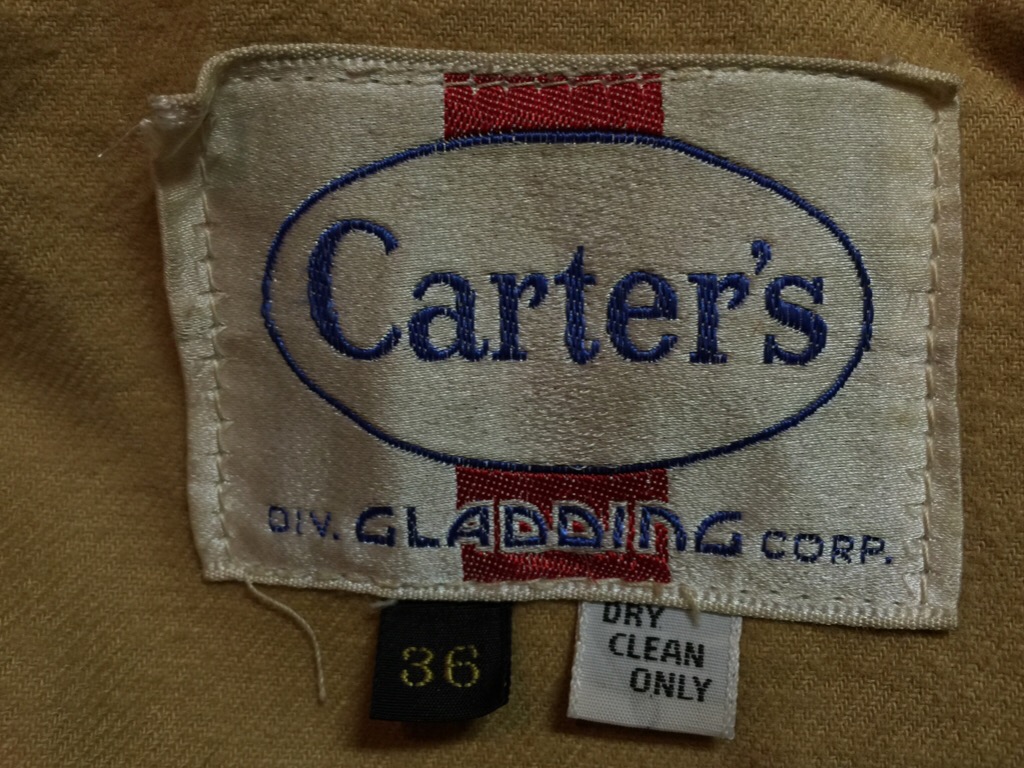 Carter's
DIV. GLADDING CORP.
36
DRY
CLEAN
ONLY